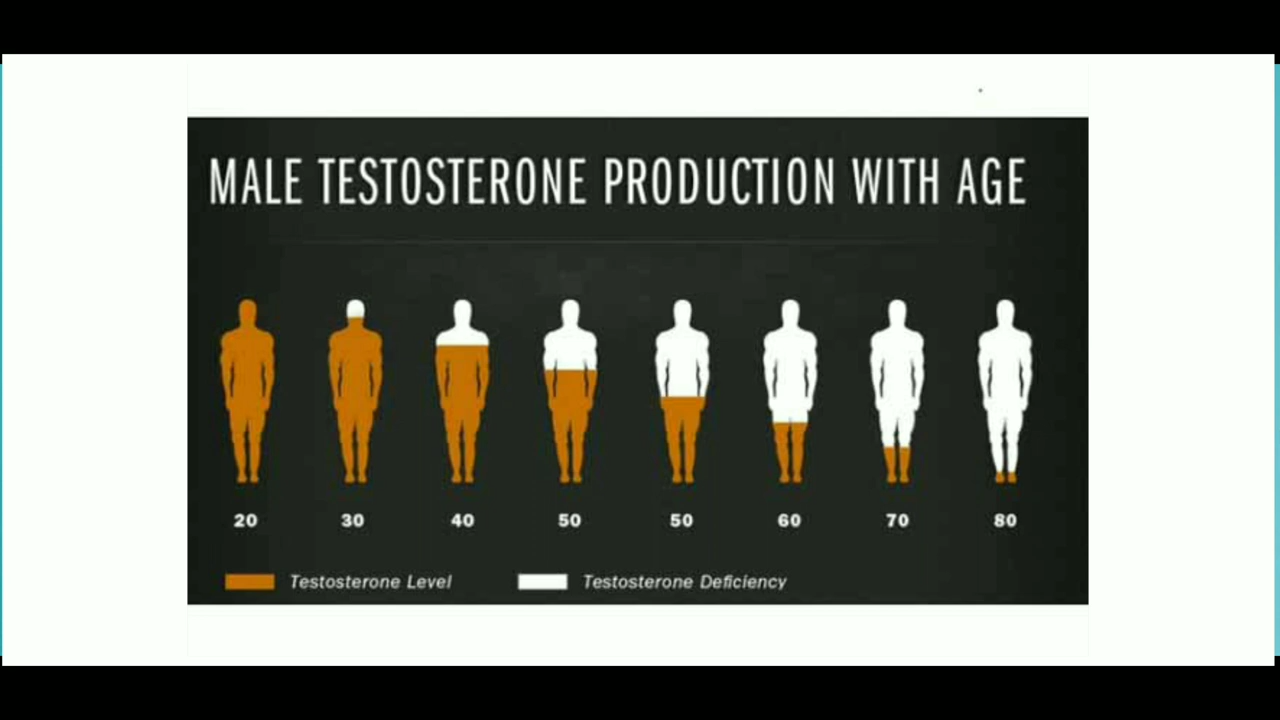 MALE TESTOSTERONE PRODUCTION WITH AGE
20 30 40 50 50 60 70 80
Testosterone Level Testosterone Deficiency